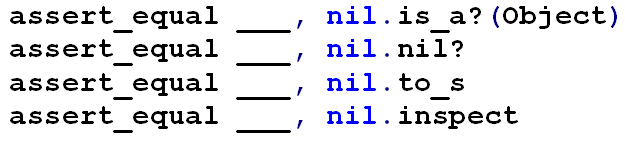 assert_equal ___, nil.is_a?(Object)
assert_equal ___, nil.nil?
assert_equal ___, nil.to_s
assert_equal ___, nil.inspect